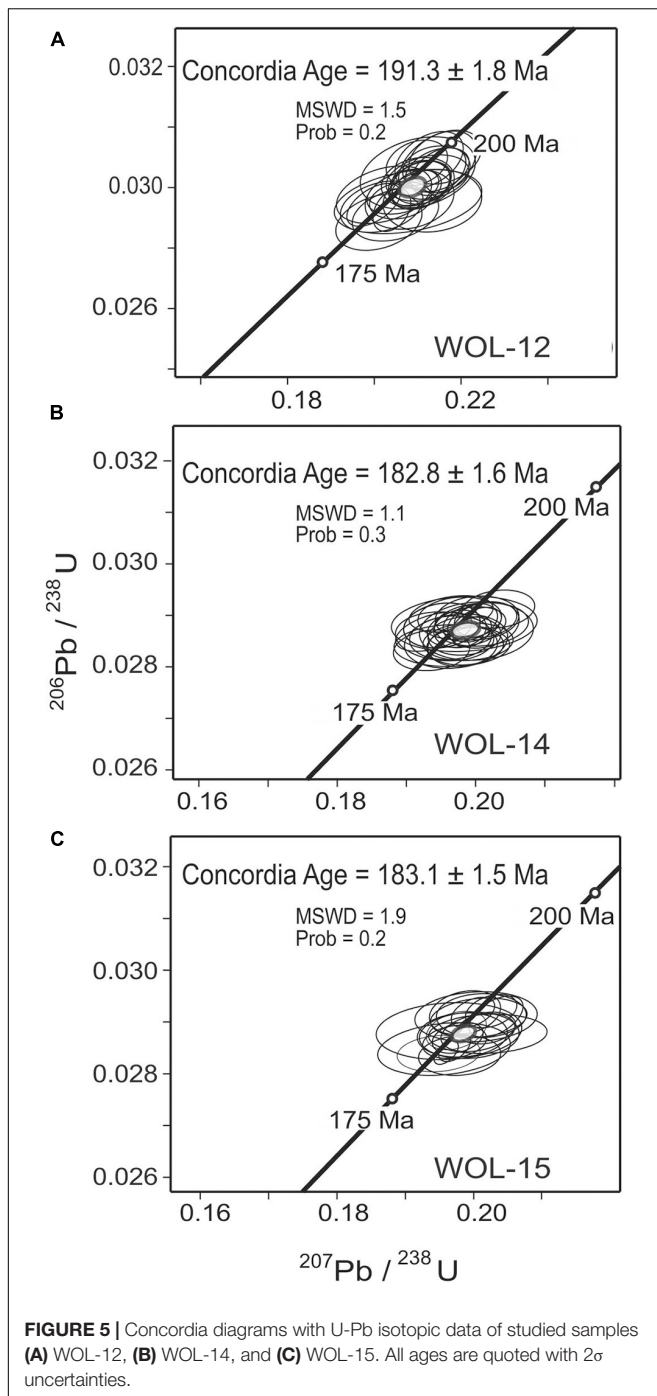 A
0.032
Concordia Age = 191.3 ± 1.8 Ma
MSWD = 1.5
Prob = 0.2
200 Ma
0.030
175 Ma
0.026
WOL-12
0.18 0.22
B
0.032
Concordia Age = 182.8 ± 1.6 Ma
MSWD = 1.1
Prob = 0.3
200 Ma
0.030
0.028
175 Ma
WOL-14
0.026
0.16 0.18 0.20
206Pb / 238U
C
0.032
Concordia Age = 183.1 ± 1.5 Ma
MSWD = 1.9
Prob = 0.2
200 Ma
0.030
0.028
175 Ma
WOL-15
0.026
0.16 0.18 0.20
207Pb / 238U
FIGURE 5 | Concordia diagrams with U-Pb isotopic data of studied samples
(A) WOL-12, (B) WOL-14, and (C) WOL-15. All ages are quoted with 2σ
uncertainties.